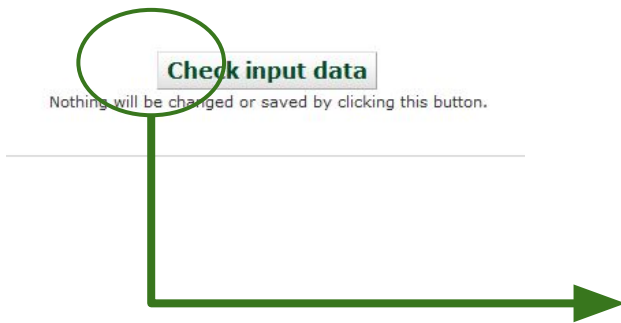 Check input data
Nothing will be changed or saved by clicking this button.